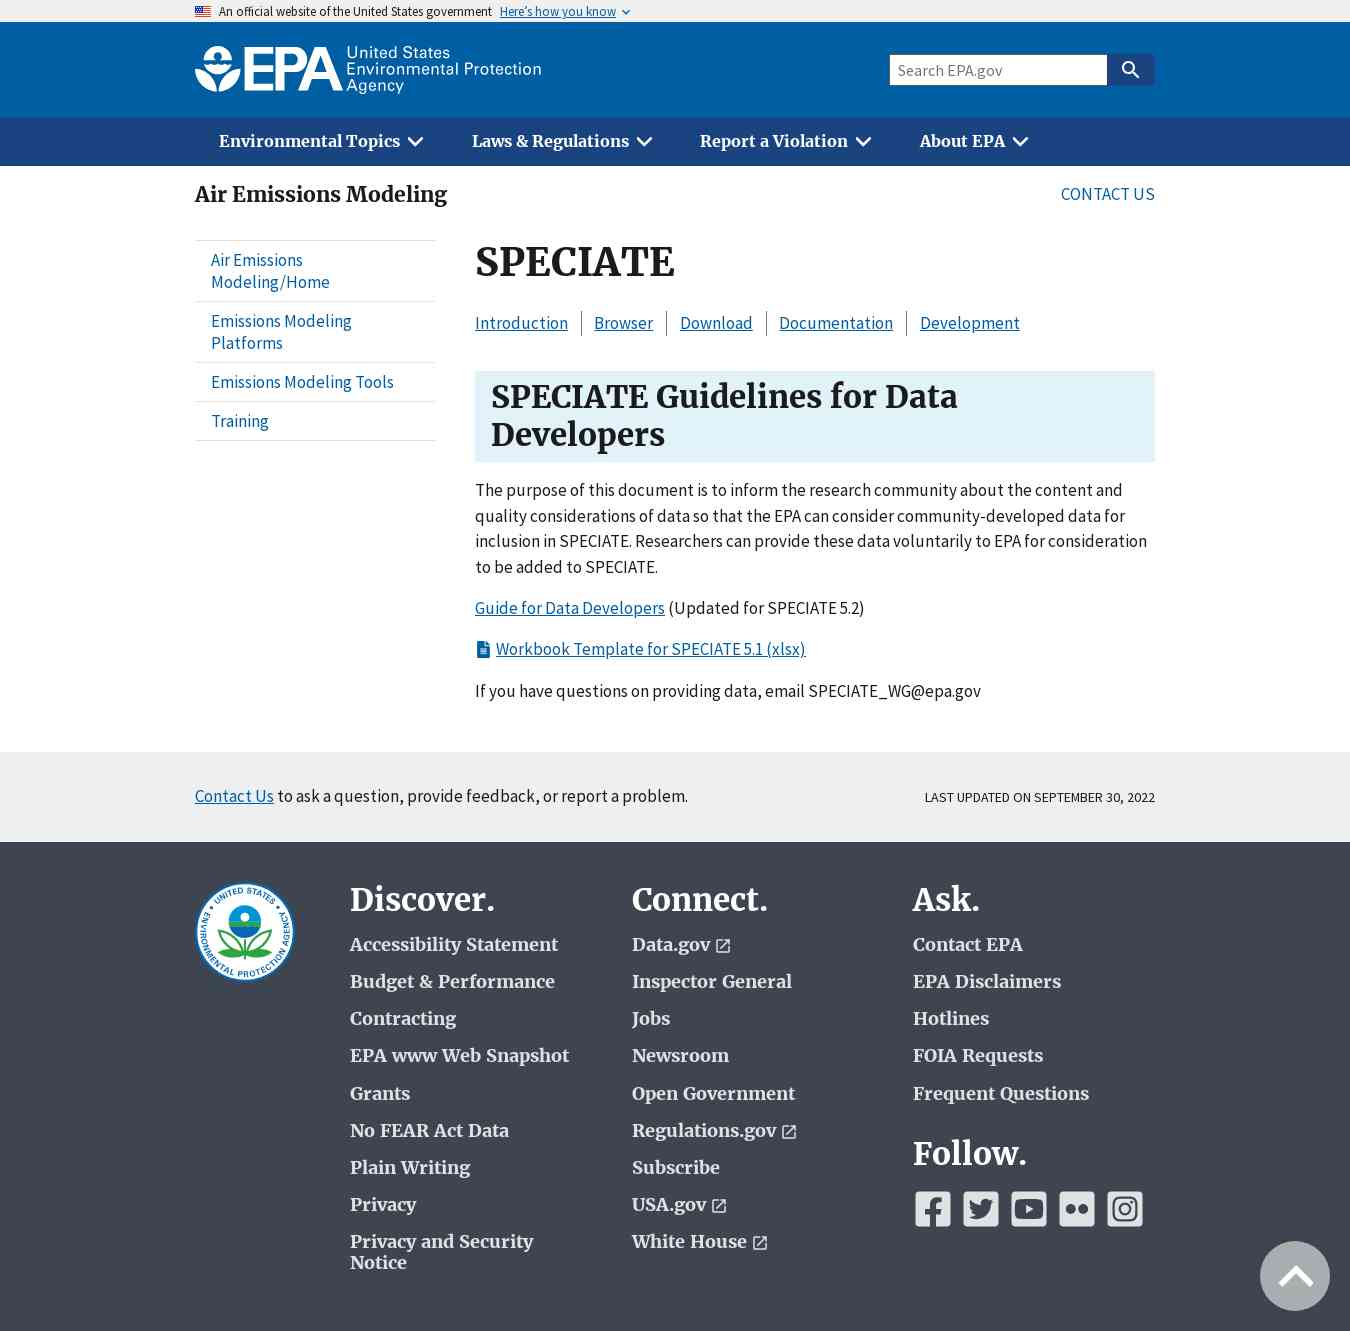 An official website of the United States government Here’s how you know
EPA United States
Environmental Protection
Agency
Search EPA.gov
Environmental Topics Laws & Regulations Report a Violation About EPA
Air Emissions Modeling CONTACT US
Air Emissions
Modeling/Home
Emissions Modeling
Platforms
Emissions Modeling Tools
Training
SPECIATE
Introduction Browser Download Documentation Development
SPECIATE Guidelines for Data
Developers
The purpose of this document is to inform the research community about the content and
quality considerations of data so that the EPA can consider community-developed data for
inclusion in SPECIATE. Researchers can provide these data voluntarily to EPA for consideration
to be added to SPECIATE.
Guide for Data Developers (Updated for SPECIATE 5.2)
Workbook Template for SPECIATE 5.1 (xlsx)
If you have questions on providing data, email SPECIATE_WG@epa.gov
Contact Us to ask a question, provide feedback, or report a problem. LAST UPDATED ON SEPTEMBER 30, 2022
UNITED STATES
ENVIRONMENTAL PROTECTION AGENCY
Discover.
Accessibility Statement
Budget & Performance
Contracting
EPA www Web Snapshot
Grants
No FEAR Act Data
Plain Writing
Privacy
Privacy and Security
Notice
Connect.
Data.gov
Inspector General
Jobs
Newsroom
Open Government
Regulations.gov
Subscribe
USA.gov
White House
Ask.
Contact EPA
EPA Disclaimers
Hotlines
FOIA Requests
Frequent Questions
Follow.